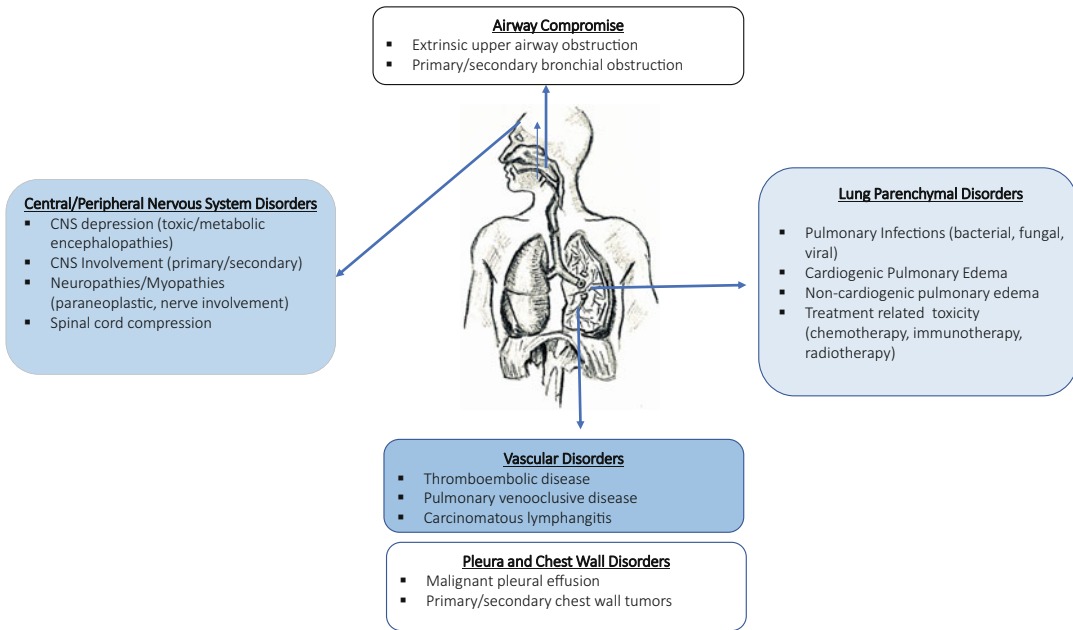 Airway Compromise
▪ Extrinsic upper airway obstruction
▪ Primary/secondary bronchial obstruction
Central/Peripheral Nervous System Disorders
▪ CNS depression (toxic/metabolic
encephalopathies)
▪ CNS Involvement (primary/secondary)
▪ Neuropathies/Myopathies
(paraneoplastic, nerve involvement)
▪ Spinal cord compression
Lung Parenchymal Disorders
▪ Pulmonary Infections (bacterial, fungal,
viral)
▪ Cardiogenic Pulmonary Edema
▪ Non-cardiogenic pulmonary edema
▪ Treatment related toxicity
(chemotherapy, immunotherapy,
radiotherapy)
Vascular Disorders
▪ Thromboembolic disease
▪ Pulmonary venooclusive disease
▪ Carcinomatous lymphangitis
Pleura and Chest Wall Disorders
▪ Malignant pleural effusion
▪ Primary/secondary chest wall tumors